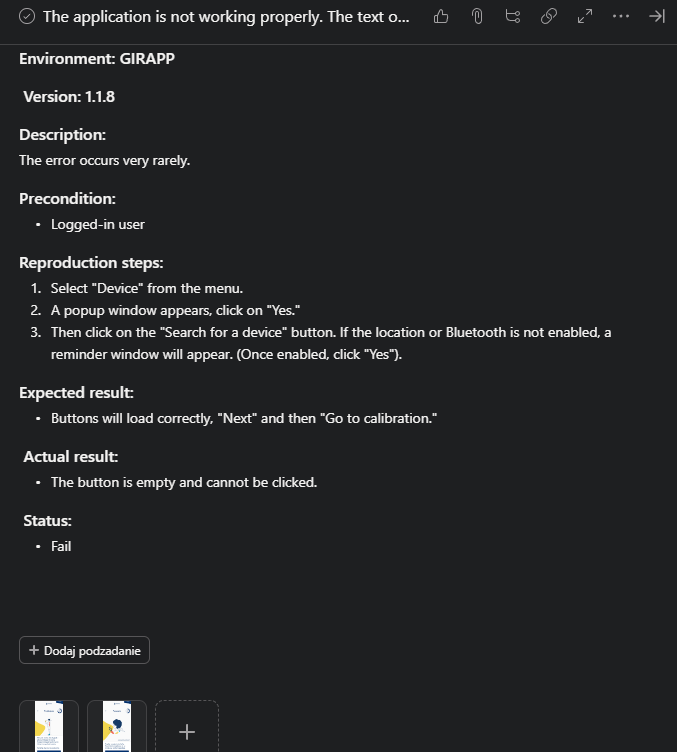 The application is not working properly. The text o...
Environment: GIRAPP
Version: 1.1.8
Description:
The error occurs very rarely.
Precondition:
• Logged-in user
Reproduction steps:
1. Select "Device" from the menu.
2. A popup window appears, click on "Yes."
3. Then click on the "Search for a device" button. If the location or Bluetooth is not enabled, a
reminder window will appear. (Once enabled, click "Yes").
Expected result:
• Buttons will load correctly, "Next" and then "Go to calibration."
Actual result:
• The button is empty and cannot be clicked.
Status:
• Fail
+ Dodaj podzadanie